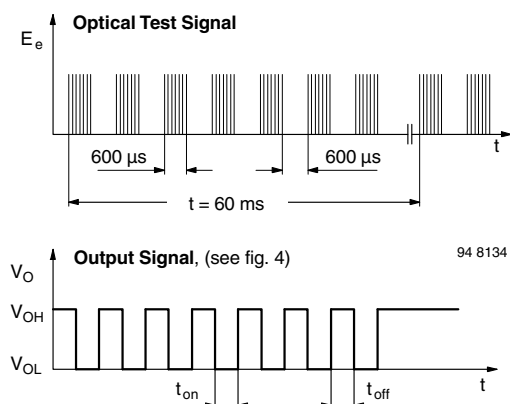 Optical Test Signal
Ee
t
600 µs
600 µs
t = 60 ms
Output Signal, (see fig. 4)
94 8134
VO
VOH
VOL
t
ton
toff